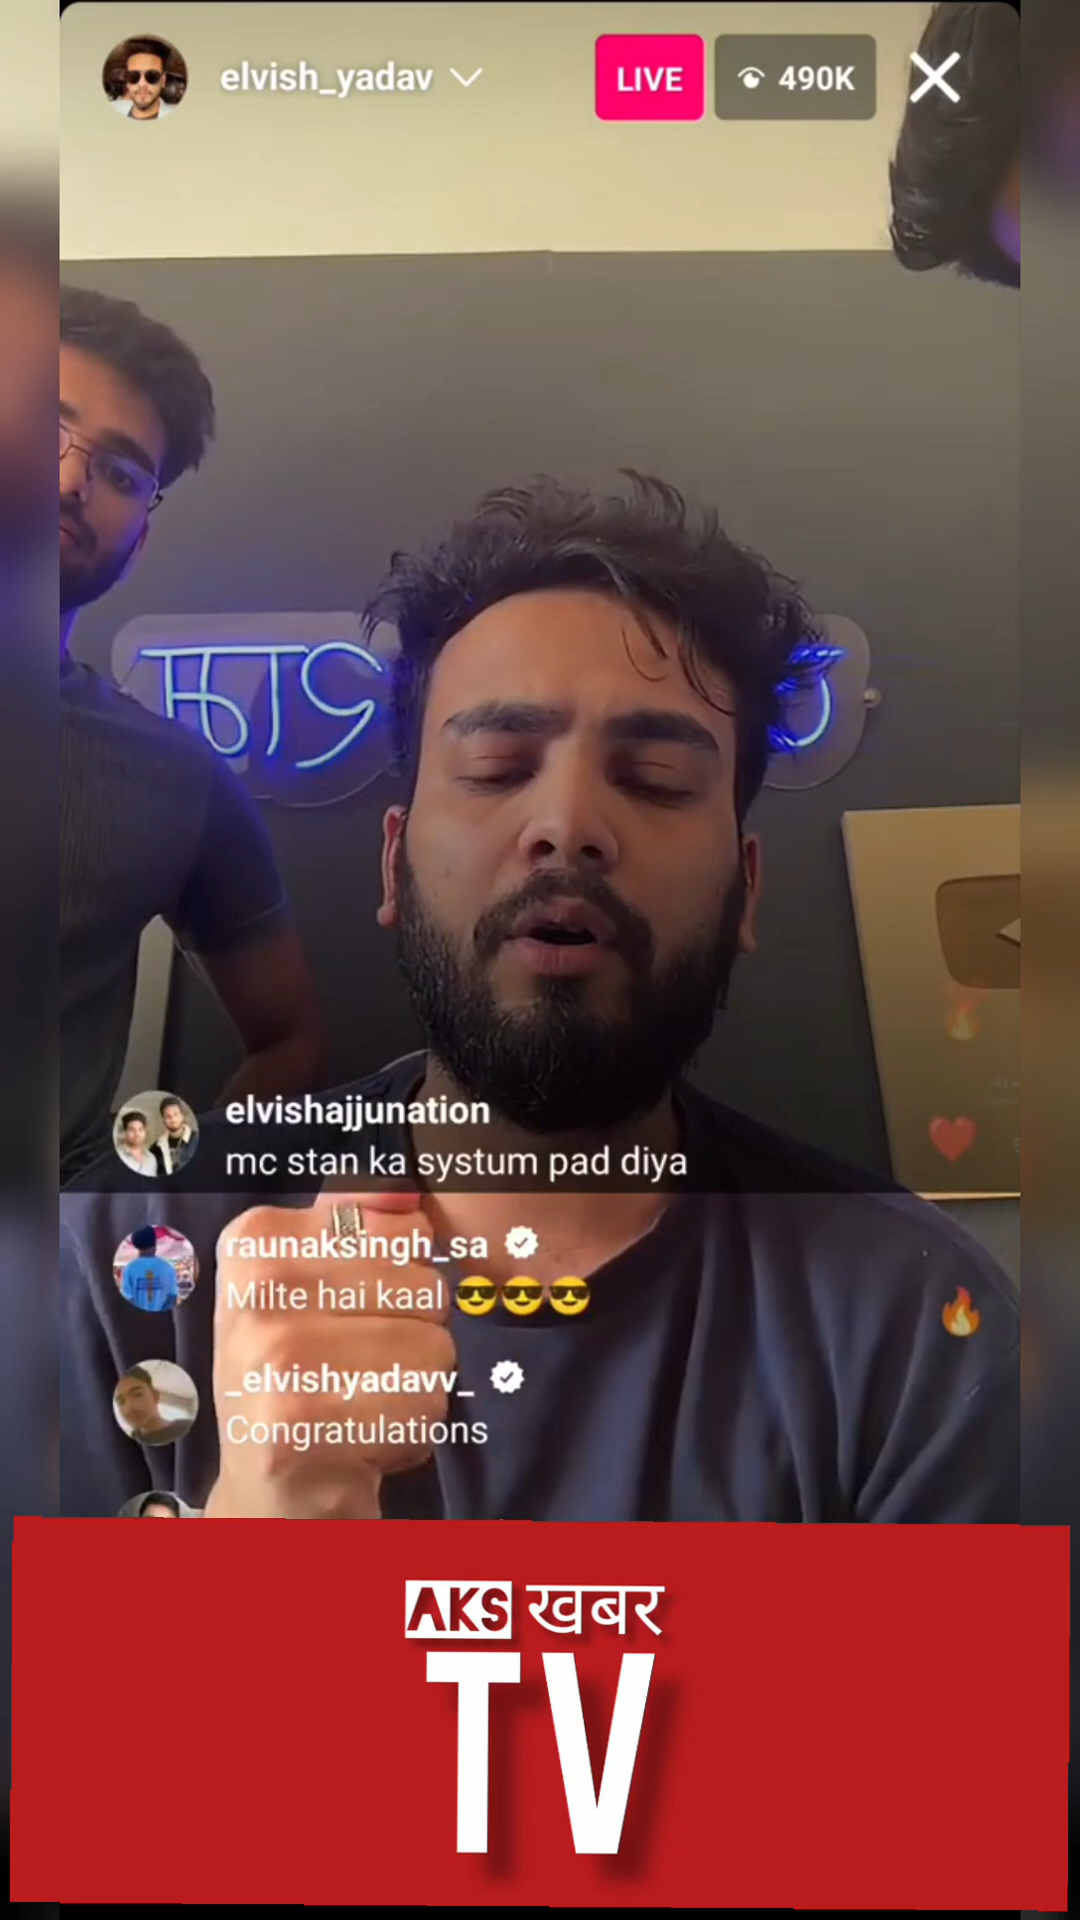 elvish_yadav
LIVE
490K
elvishajjunation
mc stan ka systum pad diya
raunaksingh_sa
Milte hai kaal 😎😎😎
_elvishyadavv_
Congratulations
AKS खबर
TV